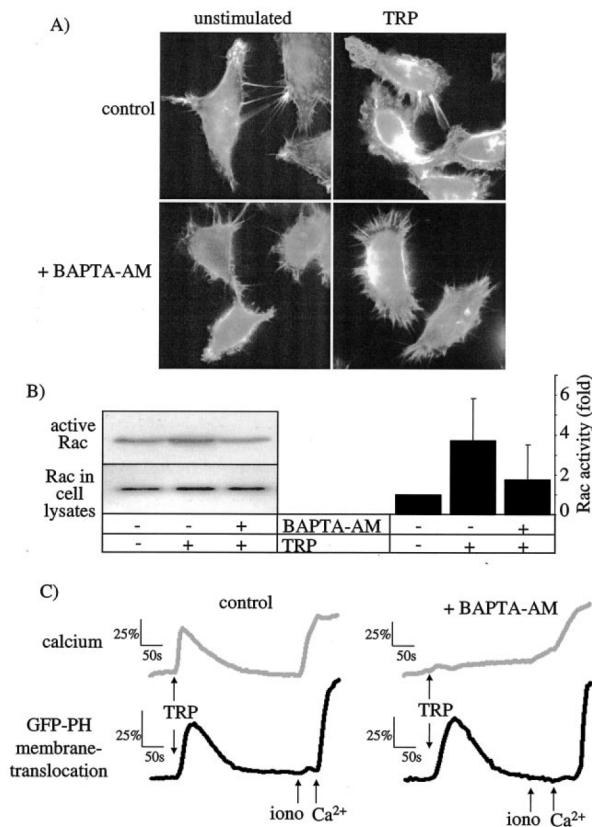 A)
unstimulated TRP
control
+ BAPTA-AM
B)
active
Rac
Rac in
cell
lysates
6
4
2
0
Rac activity (fold)
- - + BAPTA-AM - - +
- + + TRP - + +
C)
control + BAPTA-AM
calcium
25% 50s 25% 50s
TRP TRP
GFP-PH
membrane-
translocation
25% 50s 25% 50s
iono Ca²⁺ iono Ca²⁺